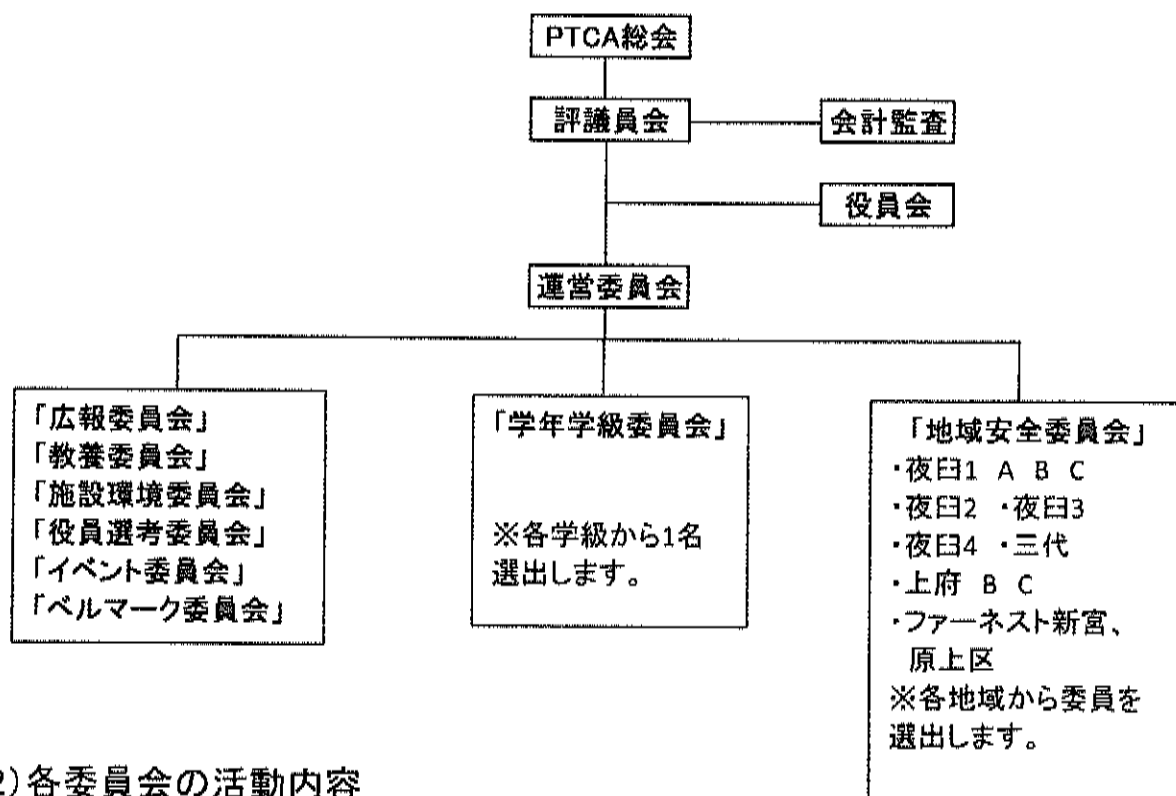 PTCA総会
評議員会
会計監査
役員会
運営委員会
「広報委員会」
「教養委員会」
「施設環境委員会」
「役員選考委員会」
「イベント委員会」
「ベルマーク委員会」
「学年学級委員会」
※各学級から1名
選出します。
「地域安全委員会」
・夜臼1 A B C
・夜臼2 ・夜臼3
・夜臼4 ・三代
・上府 B C
・ファーネスト新宮、
原上区
※各地域から委員を
選出します。
2)各委員会の活動内容